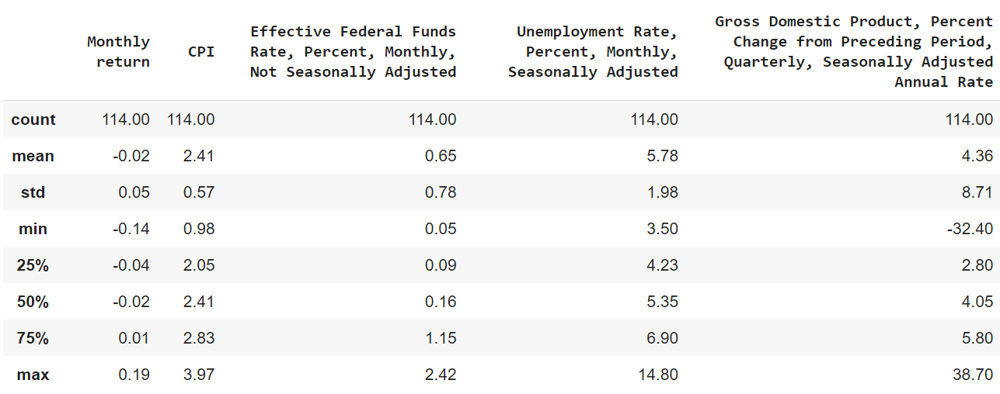 Monthly return CPI Effective Federal Funds Rate, Percent, Monthly, Not Seasonally Adjusted Unemployment Rate, Percent, Monthly, Seasonally Adjusted Gross Domestic Product, Percent Change from Preceding Period, Quarterly, Seasonally Adjusted Annual Rate
count 114.00 114.00 114.00 114.00 114.00
mean -0.02 2.41 0.65 5.78 4.36
std 0.05 0.57 0.78 1.98 8.71
min -0.14 0.98 0.05 3.50 -32.40
25% -0.04 2.05 0.09 4.23 2.80
50% -0.02 2.41 0.16 5.35 4.05
75% 0.01 2.83 1.15 6.90 5.80
max 0.19 3.97 2.42 14.80 38.70